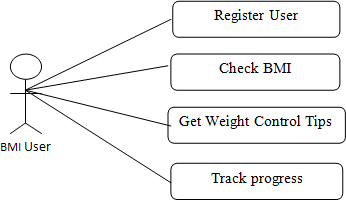 Register User
Check BMI
Get Weight Control Tips
BMI User
Track progress